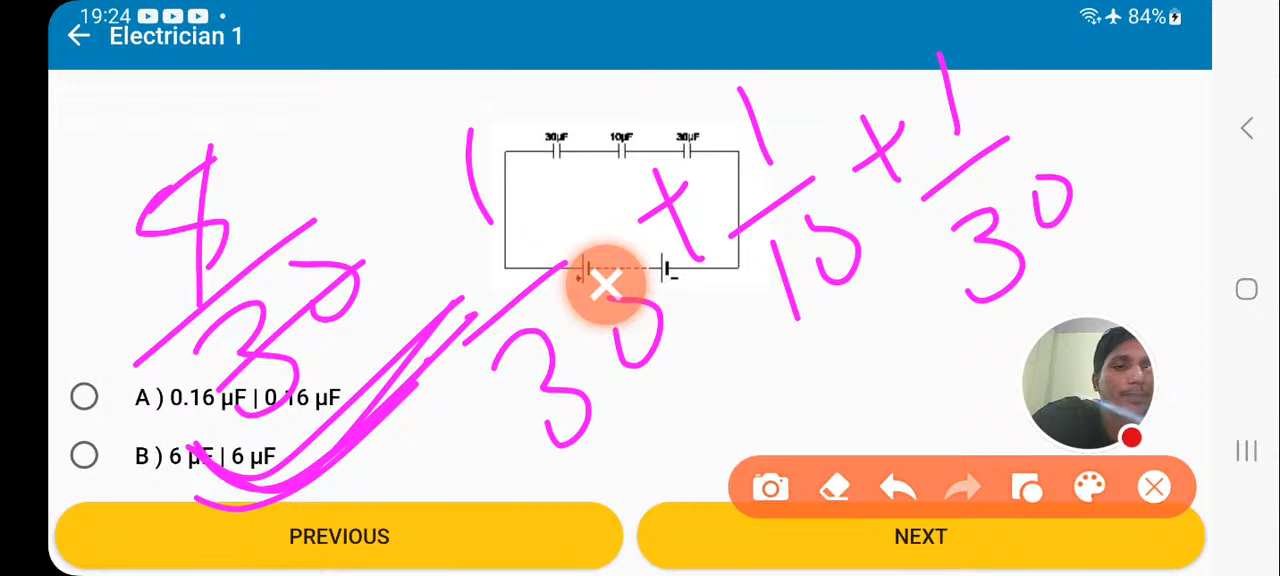 19:24
84%
Electrician 1
30µF 10µF 30µF
1/30 + 1/10 + 1/30
4/30
+ -
A ) 0.16 µF | 0.16 µF
B ) 6 µF | 6 µF
PREVIOUS
NEXT